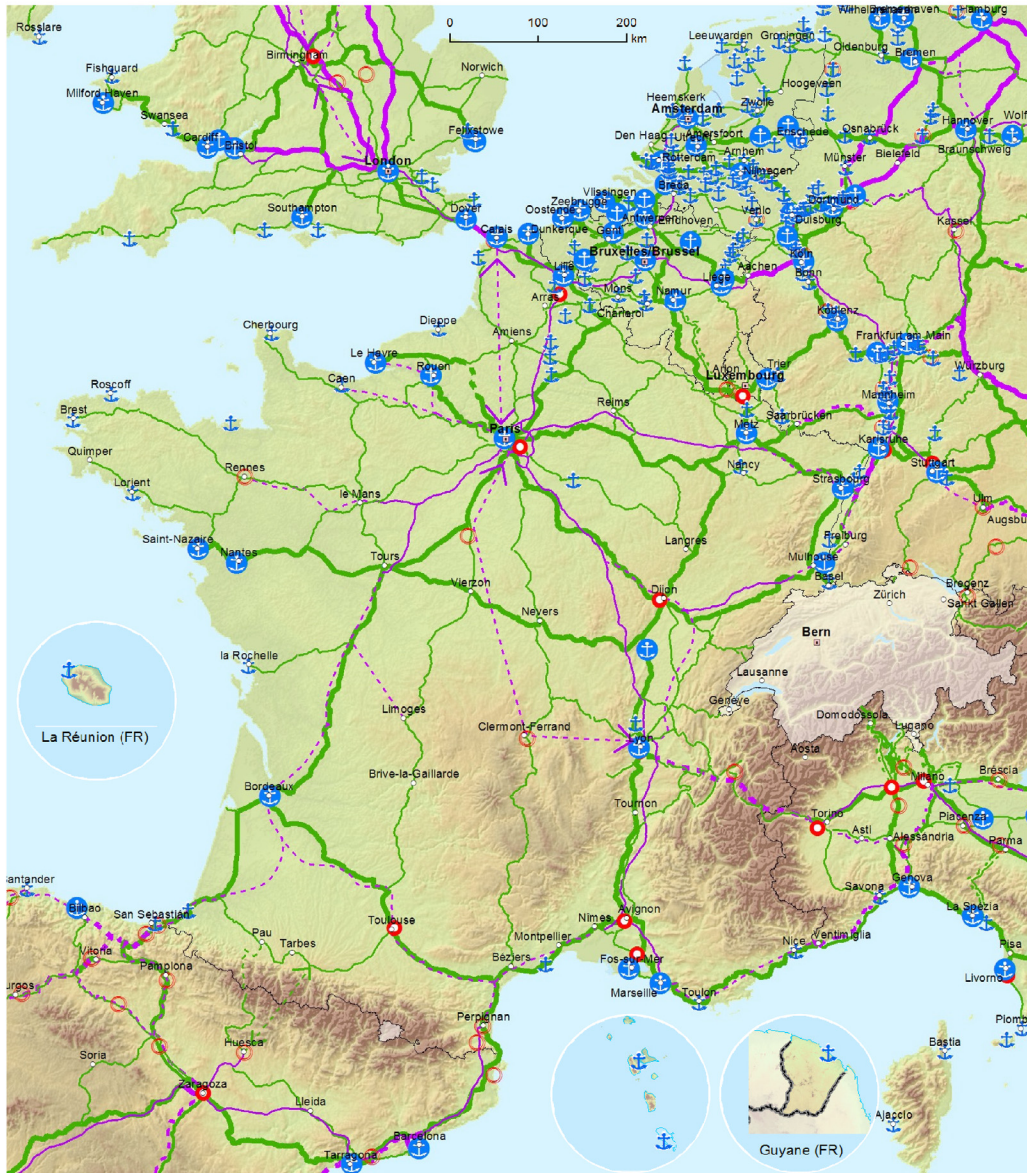 Rosslare
0 100 200
km
Birmingham
Norwich
Fishguard
Milford Haven
Swansea
Cardiff
Bristol
London
Felixstowe
Southampton
Dover
Leeuwarden
Groningen
Hamburg
Oldenburg
Bremen
Hoogeveen
Heemskerk
Zwolle
Amsterdam
Den Haag
Utrecht
Amersfoort
Enschede
Osnabrück
Hannover
Braunschweig
Arnhem
Bielefeld
Rotterdam
Nijmegen
Münster
Breda
Vlissingen
Zeebrugge
Oostende
Antwerpen
Eindhoven
Venlo
Dortmund
Duisburg
Kassel
Calais
Dunkerque
Gent
Bruxelles/Brussel
Aachen
Köln
Bonn
Lille
Liège
Mons
Namur
Arras
Charleroi
Koblenz
Cherbourg
Dieppe
Amiens
Frankfurt am Main
Le Havre
Rouen
Caen
Arlon
Trier
Luxembourg
Würzburg
Roscoff
Brest
Reims
Saarbrücken
Mannheim
Paris
Metz
Karlsruhe
Quimper
Rennes
Nancy
Stuttgart
Lorient
le Mans
Strasbourg
Ulm
Augsbu
Saint-Nazaire
Nantes
Langres
Freiburg
Tours
Mulhouse
Basel
Vierzon
Dijon
Zürich
Bregenz
Sankt Gallen
Nevers
Bern
la Rochelle
Lausanne
Genève
Limoges
Clermont-Ferrand
Domodossola
Lugano
La Réunion (FR)
Lyon
Aosta
Brive-la-Gaillarde
Milano
Brescia
Bordeaux
Tournon
Torino
Piacenza
Asti
Alessandria
Parma
Santander
Bilbao
San Sebastián
Toulouse
Avignon
Nîmes
Savona
Genova
La Spezia
Vitoria
Pau
Tarbes
Montpellier
Béziers
Fos-sur-Mer
Marseille
Nice
Ventimiglia
Pisa
Livorno
urgos
Pamplona
Toulon
Perpignan
Piomb
Soria
Huesca
Bastia
Zaragoza
Lleida
Ajaccio
Barcelona
Tarragona
Guyane (FR)